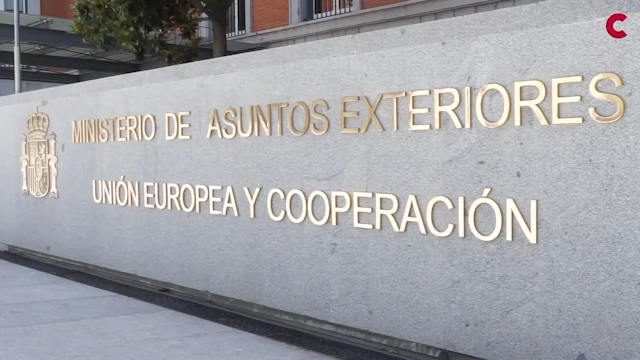 C
MINISTERIO DE ASUNTOS EXTERIORES
UNIÓN EUROPEA Y COOPERACIÓN